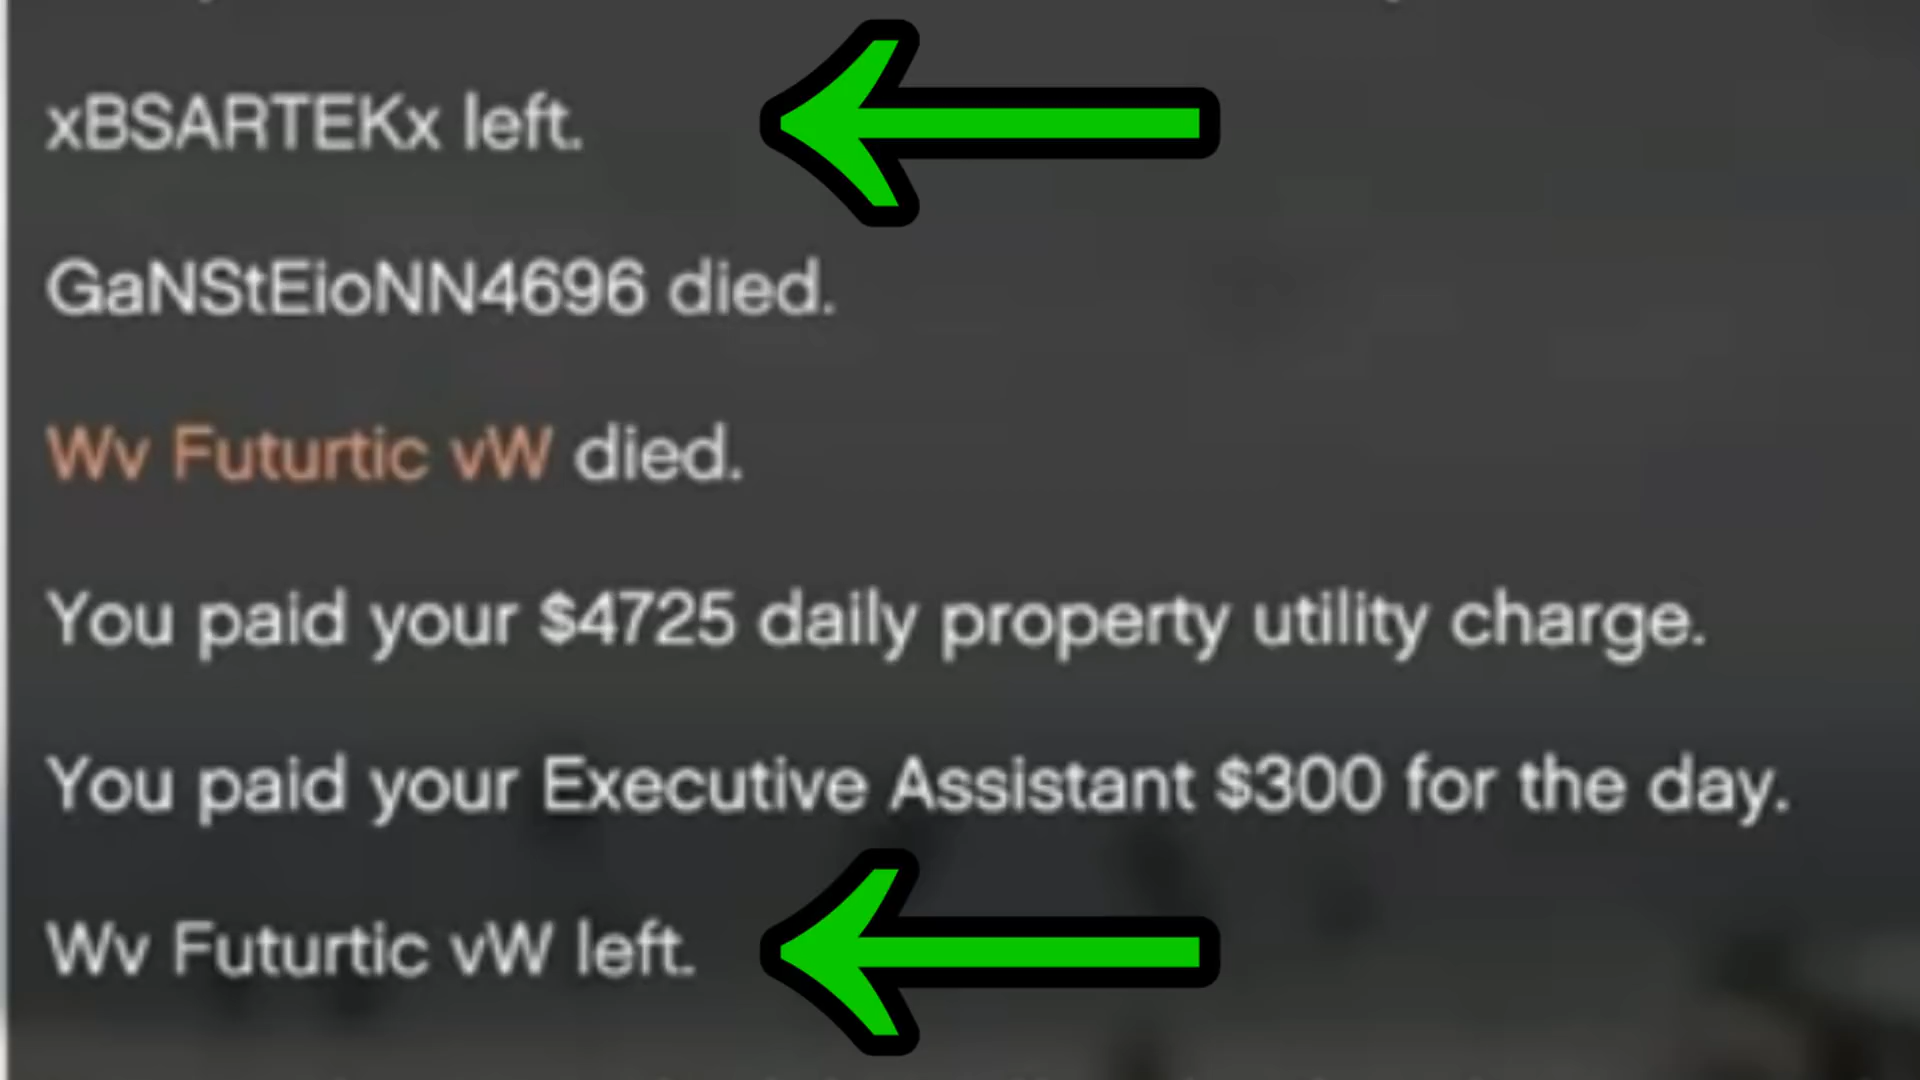 xBSARTEKx left.
GaNStEioNN4696 died.
Wv Futurtic vW died.
You paid your $4725 daily property utility charge.
You paid your Executive Assistant $300 for the day.
Wv Futurtic vW left.